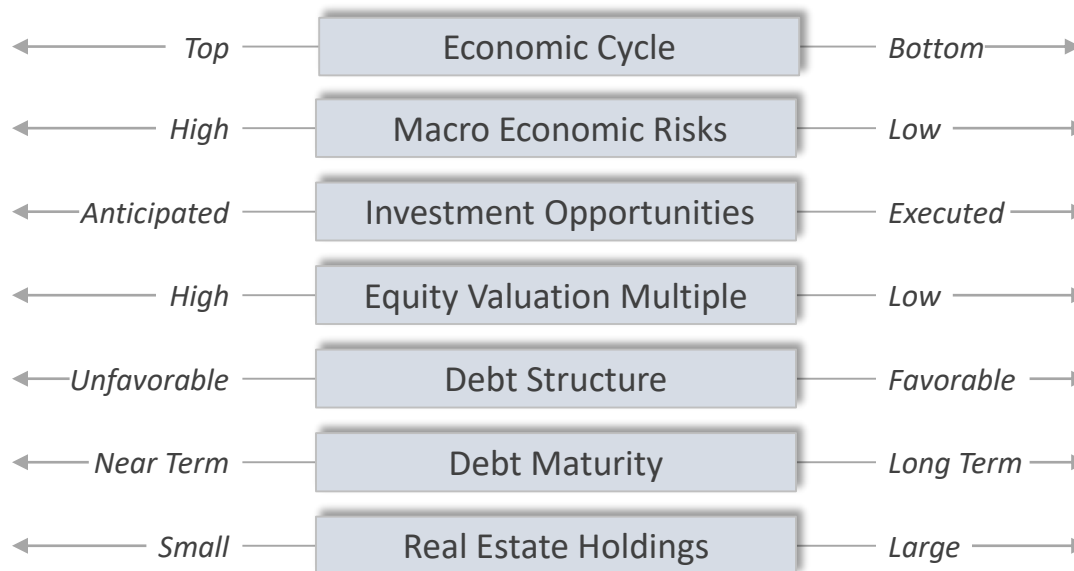 Top Economic Cycle Bottom
High Macro Economic Risks Low
Anticipated Investment Opportunities Executed
High Equity Valuation Multiple Low
Unfavorable Debt Structure Favorable
Near Term Debt Maturity Long Term
Small Real Estate Holdings Large